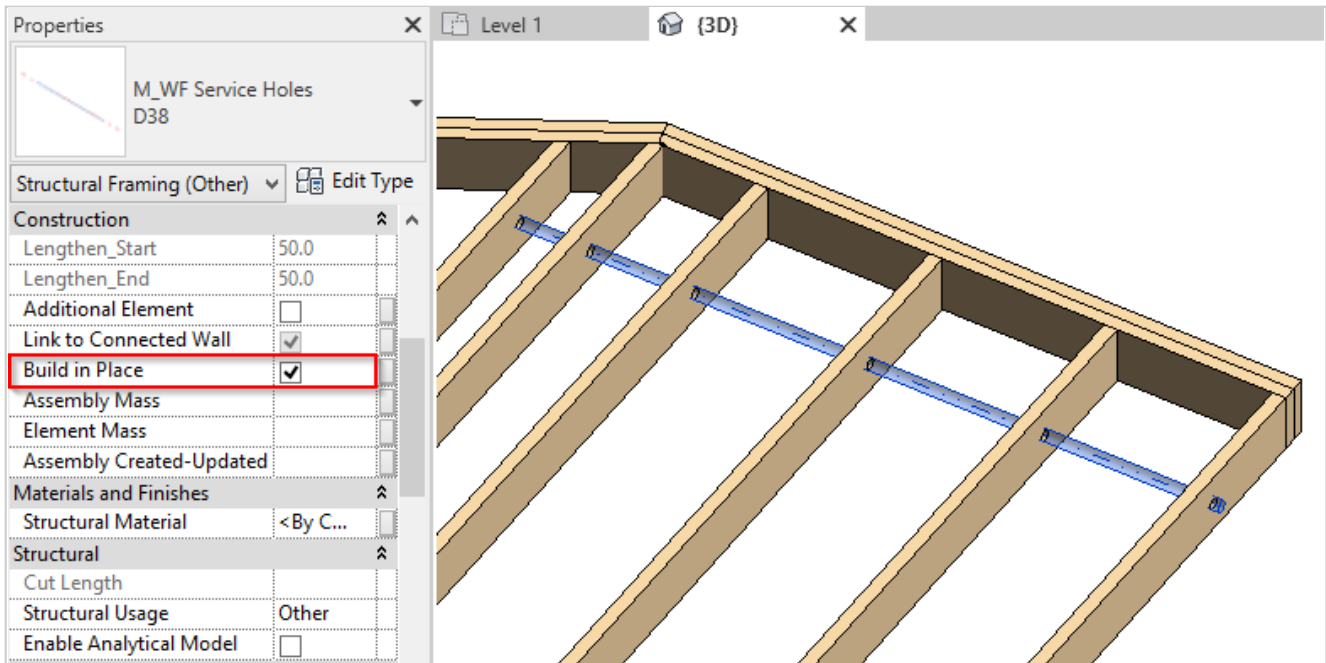 Properties
Level 1
{3D}
M_WF Service Holes
D38
Structural Framing (Other)
Edit Type
Construction
Lengthen_Start 50.0
Lengthen_End 50.0
Additional Element
Link to Connected Wall
Build in Place
Assembly Mass
Element Mass
Assembly Created-Updated
Materials and Finishes
Structural Material <By C...
Structural
Cut Length
Structural Usage Other
Enable Analytical Model